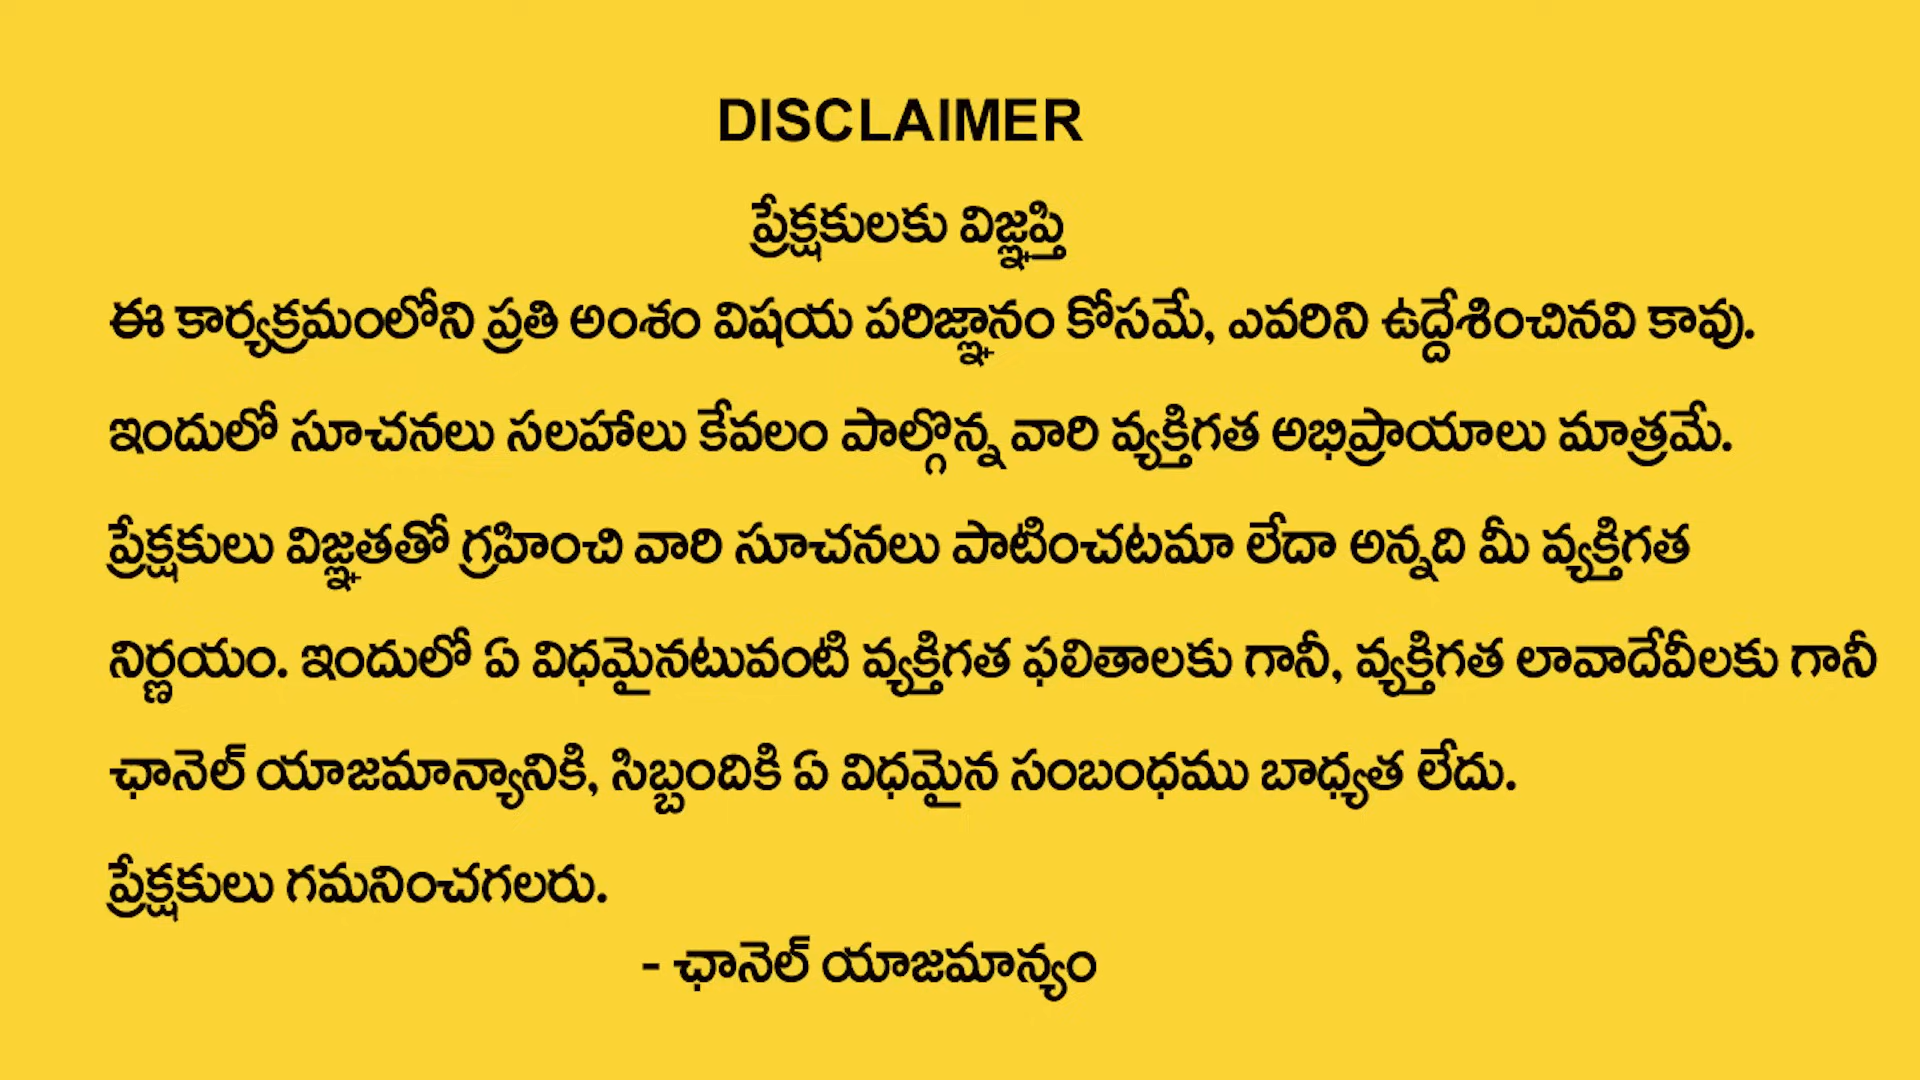 DISCLAIMER
ప్రేక్షకులకు విజ్ఞప్తి
ఈ కార్యక్రమంలోని ప్రతి అంశం విషయ పరిజ్ఞానం కోసమే, ఎవరిని ఉద్దేశించినవి కావు.
ఇందులో సూచనలు సలహాలు కేవలం పాల్గొన్న వారి వ్యక్తిగత అభిప్రాయాలు మాత్రమే.
ప్రేక్షకులు విజ్ఞతతో గ్రహించి వారి సూచనలు పాటించటమా లేదా అన్నది మీ వ్యక్తిగత
నిర్ణయం. ఇందులో ఏ విధమైనటువంటి వ్యక్తిగత ఫలితాలకు గానీ, వ్యక్తిగత లావాదేవీలకు గానీ
ఛానెల్ యాజమాన్యానికి, సిబ్బందికి ఏ విధమైన సంబంధము బాధ్యత లేదు.
ప్రేక్షకులు గమనించగలరు.
- ఛానెల్ యాజమాన్యం